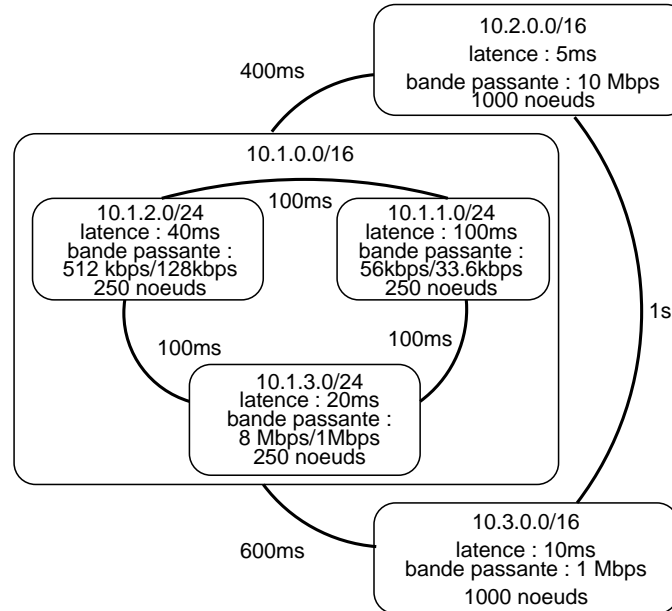 10.2.0.0/16
latence : 5ms
bande passante : 10 Mbps
1000 noeuds
400ms
10.1.0.0/16
100ms
10.1.2.0/24
latence : 40ms
bande passante :
512 kbps/128kbps
250 noeuds
10.1.1.0/24
latence : 100ms
bande passante :
56kbps/33.6kbps
250 noeuds
1s
100ms
100ms
10.1.3.0/24
latence : 20ms
bande passante :
8 Mbps/1Mbps
250 noeuds
600ms
10.3.0.0/16
latence : 10ms
bande passante : 1 Mbps
1000 noeuds